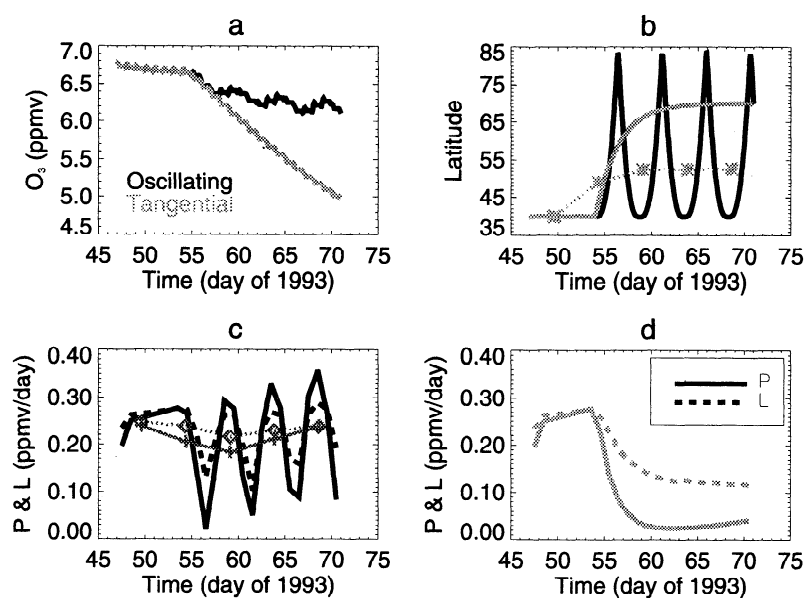 a
7.0
6.5
6.0
5.5
5.0
4.5
O₃ (ppmv)
Oscillating
Tangential
45 50 55 60 65 70 75
Time (day of 1993)
b
85
75
65
55
45
35
Latitude
45 50 55 60 65 70 75
Time (day of 1993)
c
0.40
0.30
0.20
0.10
0.00
P & L (ppmv/day)
45 50 55 60 65 70 75
Time (day of 1993)
d
0.40
0.30
0.20
0.10
0.00
P & L (ppmv/day)
P
L
45 50 55 60 65 70 75
Time (day of 1993)